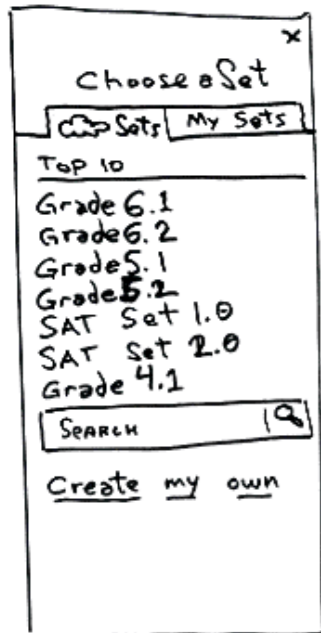 x
Choose a Set
Sets My Sets
Top 10
Grade 6.1
Grade 6.2
Grade 5.1
Grade 5.2
SAT Set 1.0
SAT Set 2.0
Grade 4.1
SEARCH
Create my own